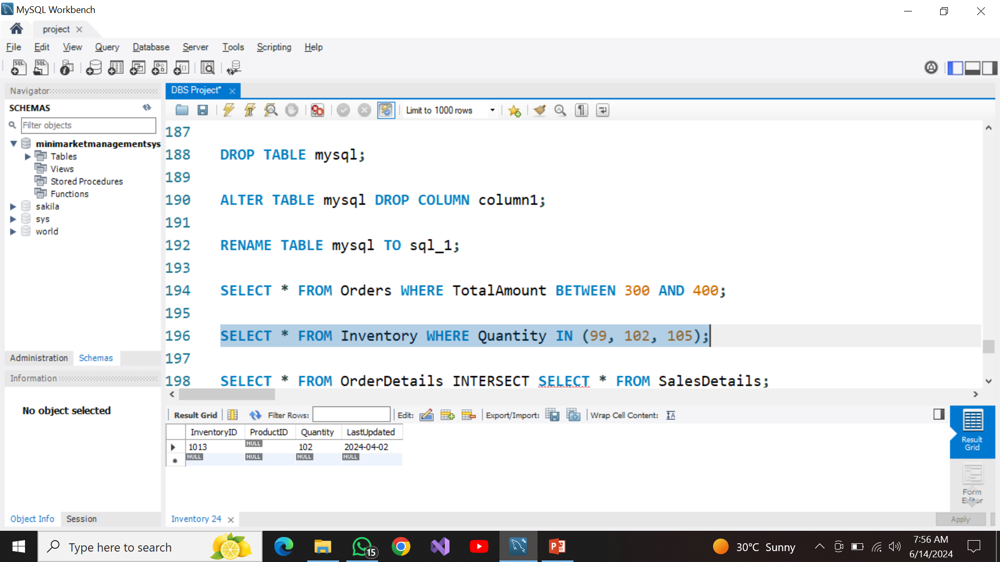 MySQL Workbench
project
File Edit View Query Database Server Tools Scripting Help
Navigator
SCHEMAS
Filter objects
minimarketmanagementsys
Tables
Views
Stored Procedures
Functions
sakila
sys
world
Administration Schemas
Information
No object selected
Object Info Session
DBS Project*
Limit to 1000 rows
187
188 DROP TABLE mysql;
189
190 ALTER TABLE mysql DROP COLUMN column1;
191
192 RENAME TABLE mysql TO sql_1;
193
194 SELECT * FROM Orders WHERE TotalAmount BETWEEN 300 AND 400;
195
196 SELECT * FROM Inventory WHERE Quantity IN (99, 102, 105);
197
198 SELECT * FROM OrderDetails INTERSECT SELECT * FROM SalesDetails;
Result Grid Filter Rows: Edit: Export/Import: Wrap Cell Content:
InventoryID ProductID Quantity LastUpdated
1013 NULL 102 2024-04-02
NULL NULL NULL NULL
Result
Grid
Form
Editor
Inventory 24
Apply
Type here to search
15
30°C Sunny
7:56 AM
6/14/2024